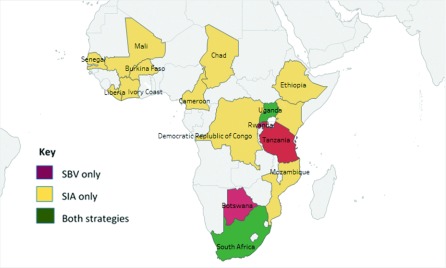 Mali
Senegal
Chad
Burkina Faso
Liberia
Ivory Coast
Ethiopia
Cameroon
Uganda
Rwanda
Democratic Republic of Congo
Tanzania
Mozambique
Botswana
South Africa
Key
SBV only
SIA only
Both strategies